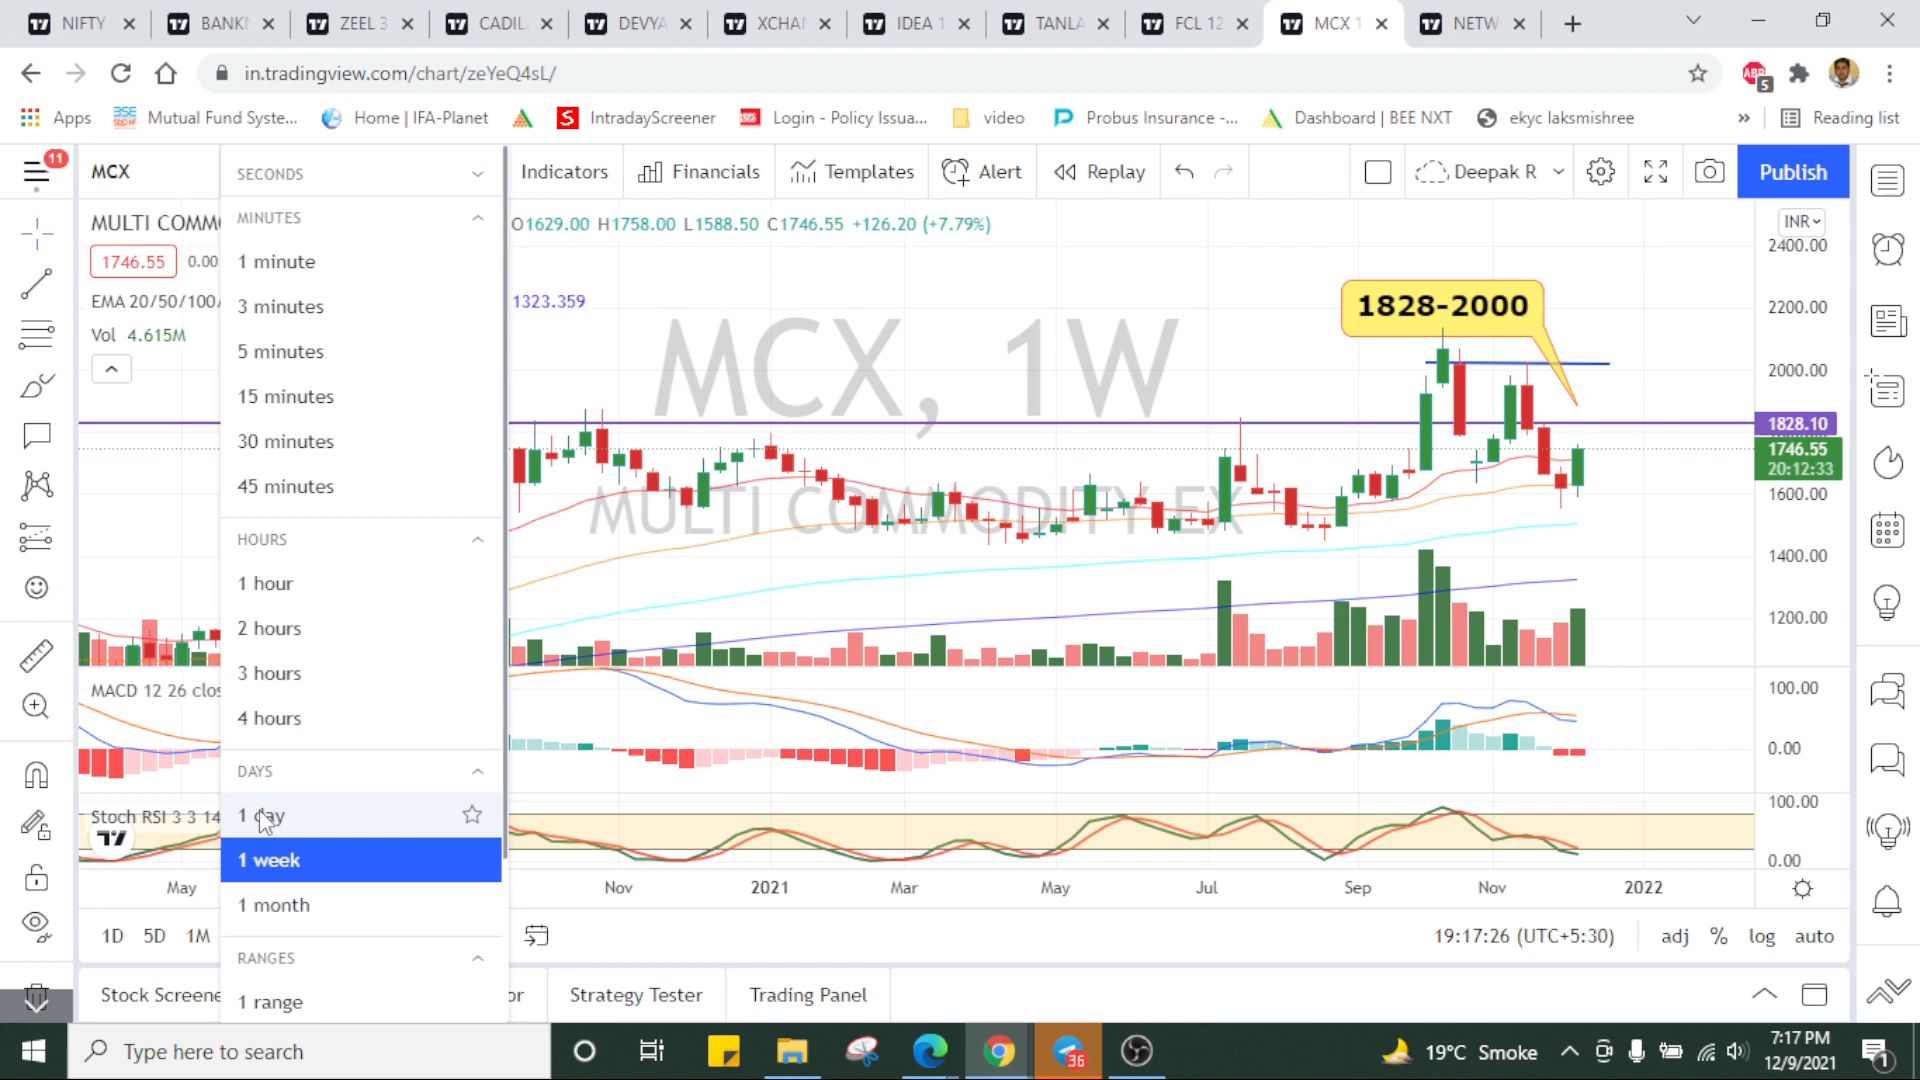 NIFTY
BANKN
ZEEL 3
CADIL
DEVYA
XCHAN
IDEA 1
TANLA
FCL 12
MCX 1
NETW
in.tradingview.com/chart/zeYeQ4sL/
ABP
5
Apps
Mutual Fund Syste...
Home | IFA-Planet
IntradayScreener
Login - Policy Issua...
video
Probus Insurance -...
Dashboard | BEE NXT
ekyc laksmishree
Reading list
11
MCX
Indicators
Financials
Templates
Alert
Replay
Deepak R
Publish
SECONDS
MINUTES
1 minute
3 minutes
5 minutes
15 minutes
30 minutes
45 minutes
HOURS
1 hour
2 hours
3 hours
4 hours
DAYS
1 day
1 week
1 month
RANGES
1 range
MULTI COMM
O1629.00 H1758.00 L1588.50 C1746.55 +126.20 (+7.79%)
1746.55 0.00
EMA 20/50/100/
1323.359
Vol 4.615M
MCX, 1W
MULTI COMMODITY EX
1828-2000
INR
2400.00
2200.00
2000.00
1828.10
1746.55
20:12:33
1600.00
1400.00
1200.00
MACD 12 26 clos
100.00
0.00
Stoch RSI 3 3 14
100.00
0.00
May
Nov
2021
Mar
May
Jul
Sep
Nov
2022
1D 5D 1M
19:17:26 (UTC+5:30)
adj % log auto
Stock Screene
or
Strategy Tester
Trading Panel
Type here to search
36
19°C Smoke
7:17 PM
12/9/2021
1